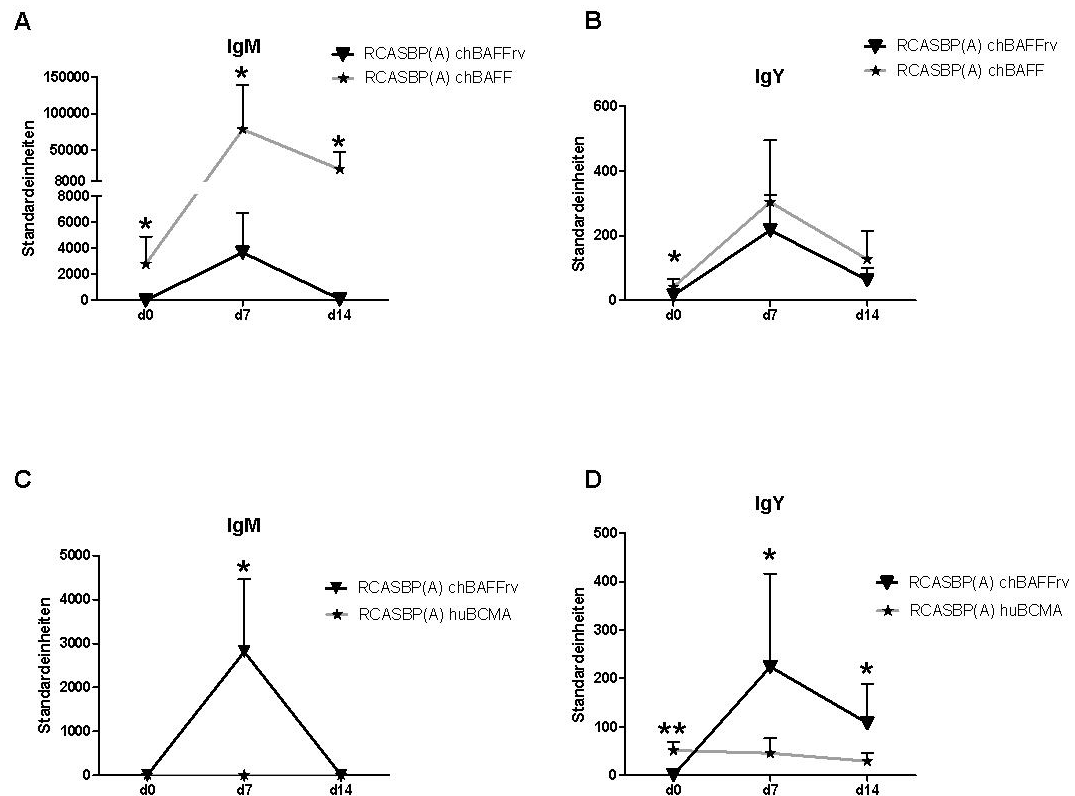 A
IgM
RCASBP(A) chBAFFrv
RCASBP(A) chBAFF
Standardeinheiten
150000
100000
50000
8000
8000
6000
4000
2000
0
*
*
*
d0 d7 d14
B
IgY
RCASBP(A) chBAFFrv
RCASBP(A) chBAFF
Standardeinheiten
600
400
200
0
*
d0 d7 d14
C
IgM
RCASBP(A) chBAFFrv
RCASBP(A) huBCMA
Standardeinheiten
5000
4000
3000
2000
1000
0
*
d0 d7 d14
D
IgY
RCASBP(A) chBAFFrv
RCASBP(A) huBCMA
Standardeinheiten
500
400
300
200
100
0
**
*
*
d0 d7 d14